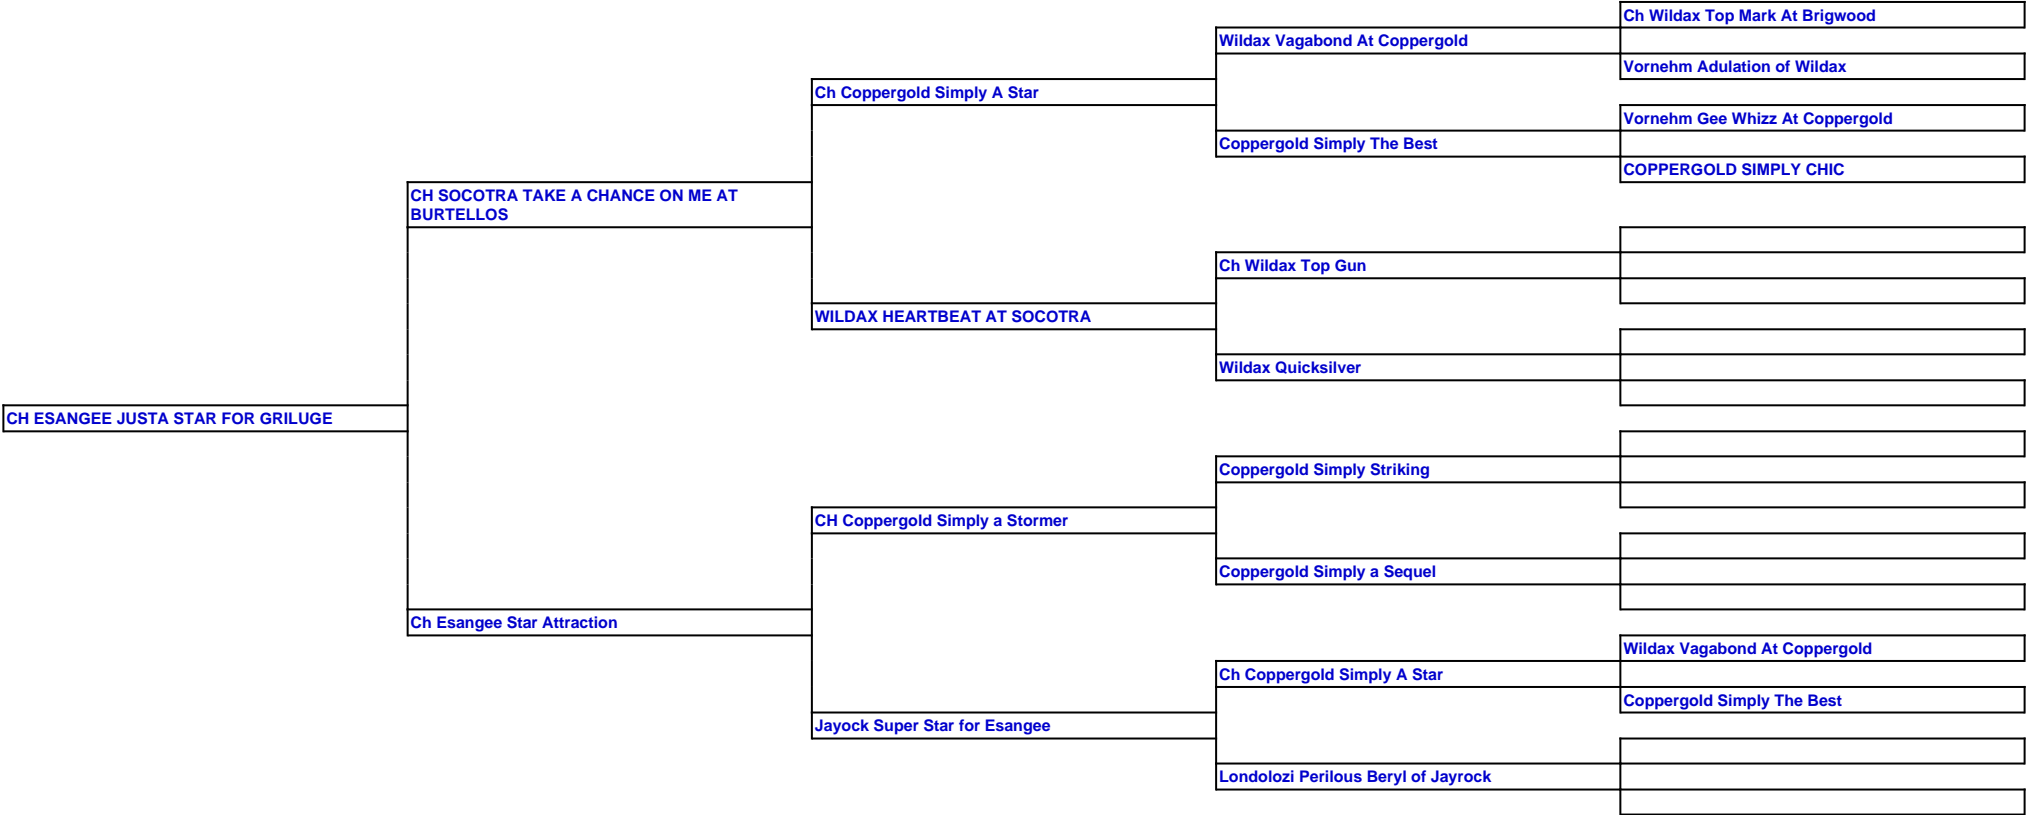 Ch Wildax Top Mark At Brigwood
Wildax Vagabond At Coppergold
Vornehm Adulation of Wildax
Ch Coppergold Simply A Star
Vornehm Gee Whizz At Coppergold
Coppergold Simply The Best
COPPERGOLD SIMPLY CHIC
CH SOCOTRA TAKE A CHANCE ON ME AT
BURTELLOS
Ch Wildax Top Gun
WILDAX HEARTBEAT AT SOCOTRA
Wildax Quicksilver
CH ESANGEE JUSTA STAR FOR GRILUGE
Coppergold Simply Striking
CH Coppergold Simply a Stormer
Coppergold Simply a Sequel
Ch Esangee Star Attraction
Wildax Vagabond At Coppergold
Ch Coppergold Simply A Star
Coppergold Simply The Best
Jayock Super Star for Esangee
Londolozi Perilous Beryl of Jayrock